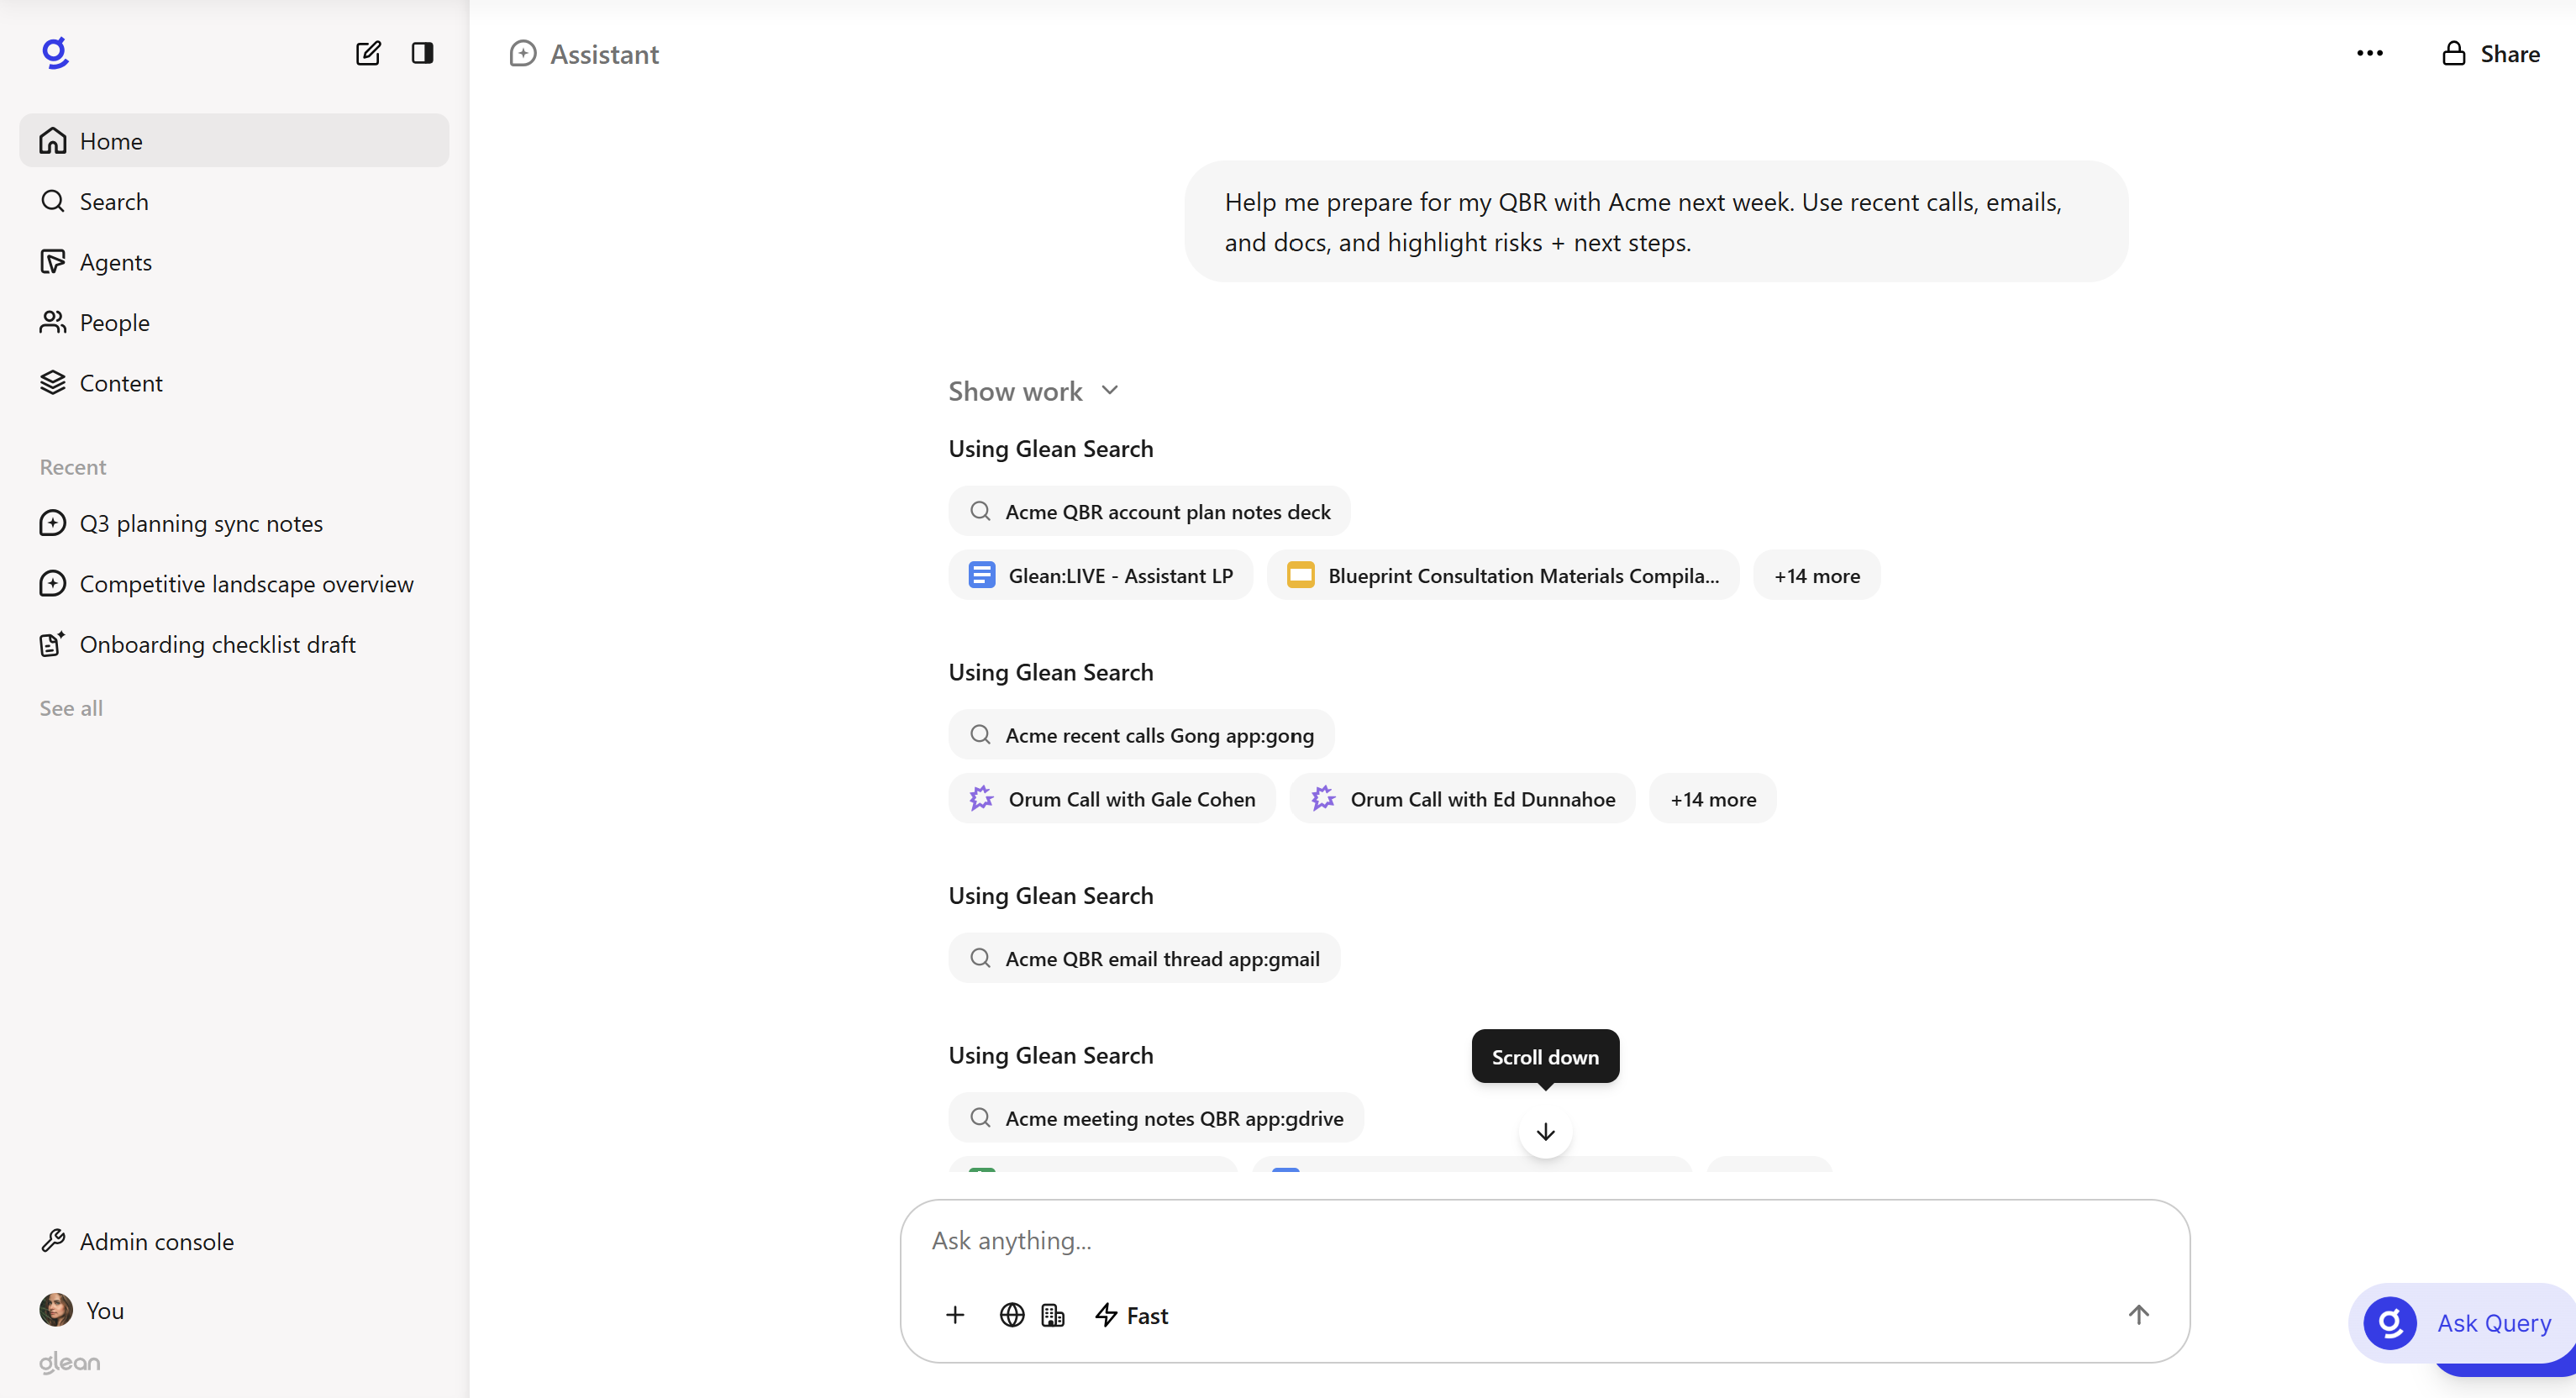 Assistant
Share
Home
Search
Agents
People
Content
Recent
Q3 planning sync notes
Competitive landscape overview
Onboarding checklist draft
See all
Admin console
You
glean
Help me prepare for my QBR with Acme next week. Use recent calls, emails,
and docs, and highlight risks + next steps.
Show work
Using Glean Search
Acme QBR account plan notes deck
Glean:LIVE - Assistant LP
Blueprint Consultation Materials Compila...
+14 more
Using Glean Search
Acme recent calls Gong app:gong
Orum Call with Gale Cohen
Orum Call with Ed Dunnahoe
+14 more
Using Glean Search
Acme QBR email thread app:gmail
Using Glean Search
Acme meeting notes QBR app:gdrive
Scroll down
Ask anything...
Fast
Ask Query